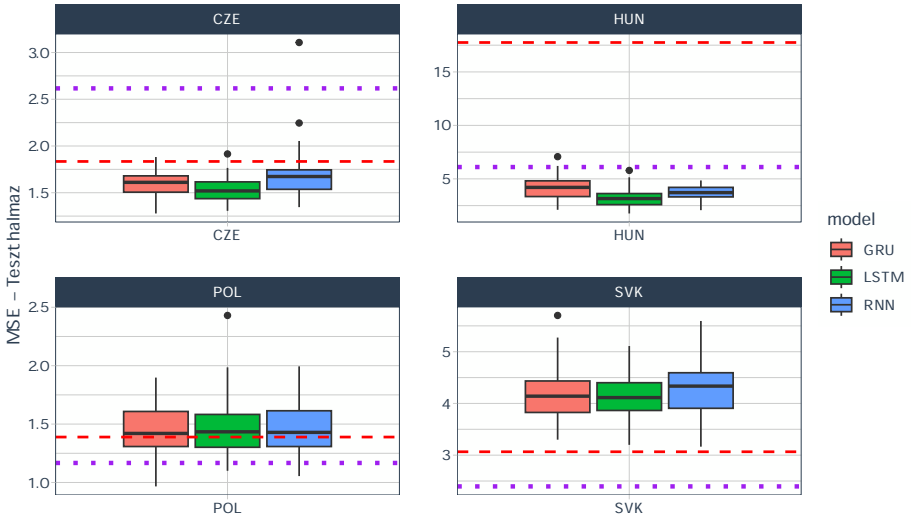 CZE
HUN
3.0
2.5
2.0
1.5
15
10
5
CZE
HUN
MSE – Teszt halmaz
POL
SVK
2.5
2.0
1.5
1.0
5
4
3
POL
SVK
model
GRU
LSTM
RNN